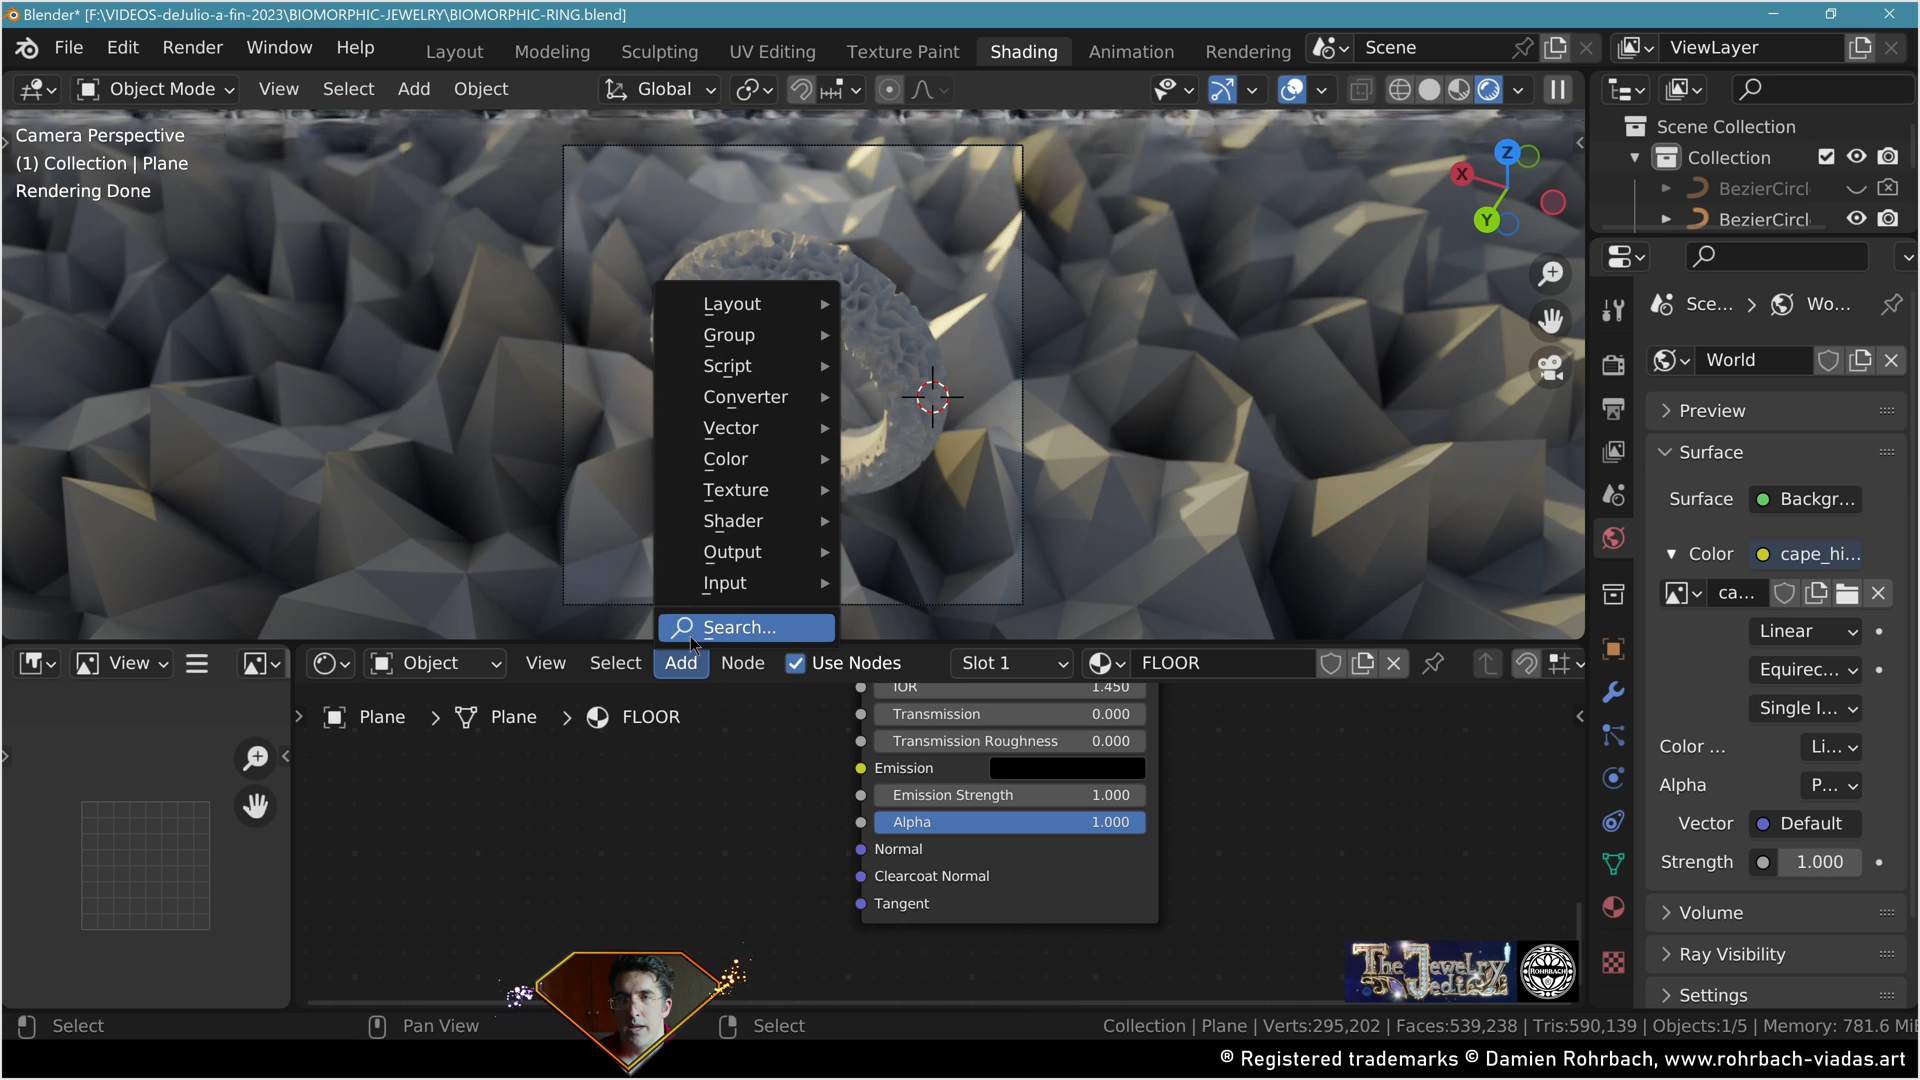 Blender* [F:\VIDEOS-deJulio-a-fin-2023\BIOMORPHIC-JEWELRY\BIOMORPHIC-RING.blend]
File Edit Render Window Help Layout Modeling Sculpting UV Editing Texture Paint Shading Animation Rendering Scene ViewLayer
Object Mode View Select Add Object Global
Camera Perspective
(1) Collection | Plane
Rendering Done
Z
X
Y
Scene Collection
Collection
BezierCircl
BezierCircl
Layout
Group
Script
Converter
Vector
Color
Texture
Shader
Output
Input
Search...
Sce... > Wo...
World
Preview
Surface
Surface Backgr...
Color cape_hi...
ca...
Linear
Equirec...
Single I...
Color ... Li...
Alpha P...
Vector Default
Strength 1.000
Volume
Ray Visibility
Settings
View Object View Select Add Node Use Nodes Slot 1 FLOOR
Plane > Plane > FLOOR
IOR 1.450
Transmission 0.000
Transmission Roughness 0.000
Emission
Emission Strength 1.000
Alpha 1.000
Normal
Clearcoat Normal
Tangent
The Jewelry Jedi
ROHRBACH
Select Pan View Select Collection | Plane | Verts:295,202 | Faces:539,238 | Tris:590,139 | Objects:1/5 | Memory: 781.6 Mi
® Registered trademarks © Damien Rohrbach, www.rohrbach-viadas.art